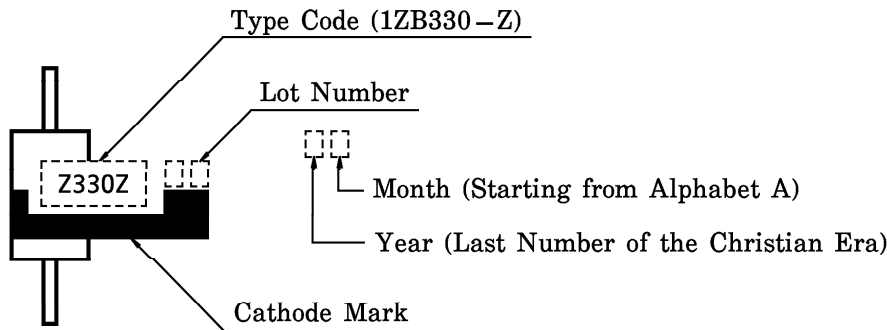 Type Code (1ZB330−Z)
Lot Number
Z330Z
Month (Starting from Alphabet A)
Year (Last Number of the Christian Era)
Cathode Mark